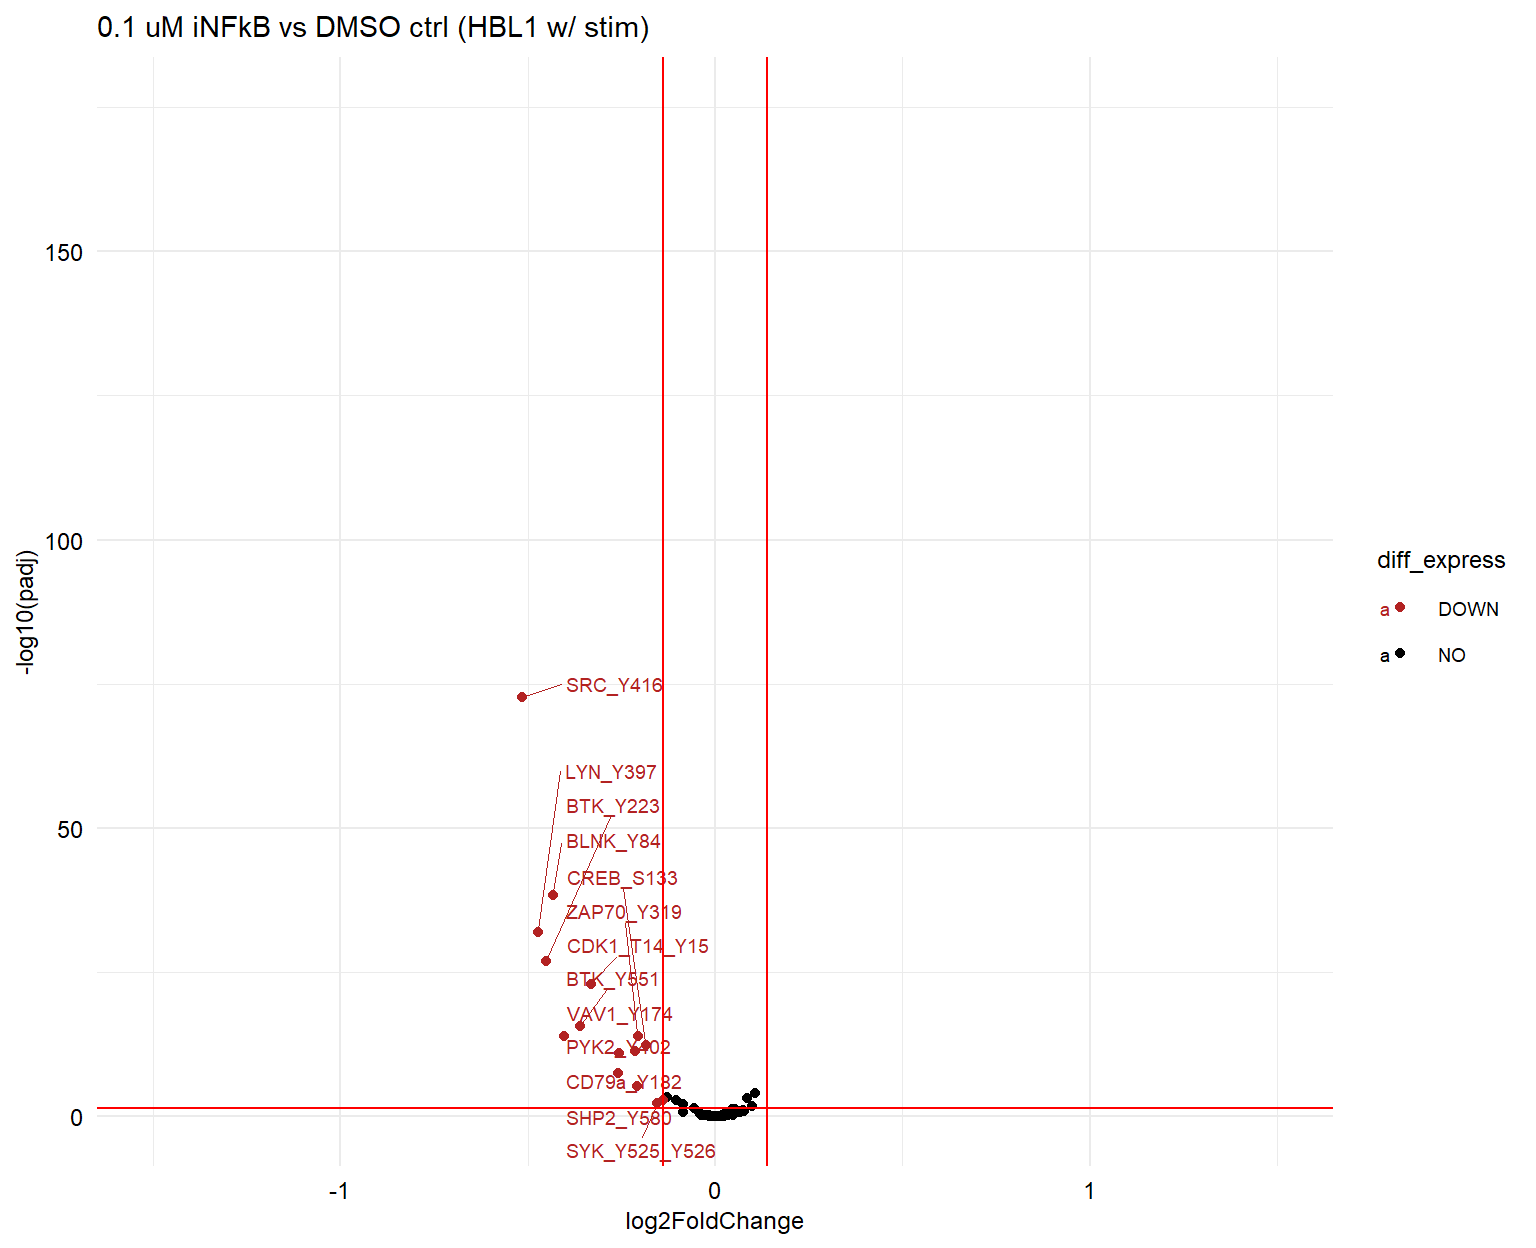 0.1 uM iNFkB vs DMSO ctrl (HBL1 w/ stim)
-log10(padj)
150
100
50
0
SRC_Y416
LYN_Y397
BTK_Y223
BLNK_Y84
CREB_S133
ZAP70_Y319
CDK1_T14_Y15
BTK_Y551
VAV1_Y174
PYK2_Y402
CD79a_Y182
SHP2_Y580
SYK_Y525_Y526
-1
0
1
log2FoldChange
diff_express
a DOWN
a NO